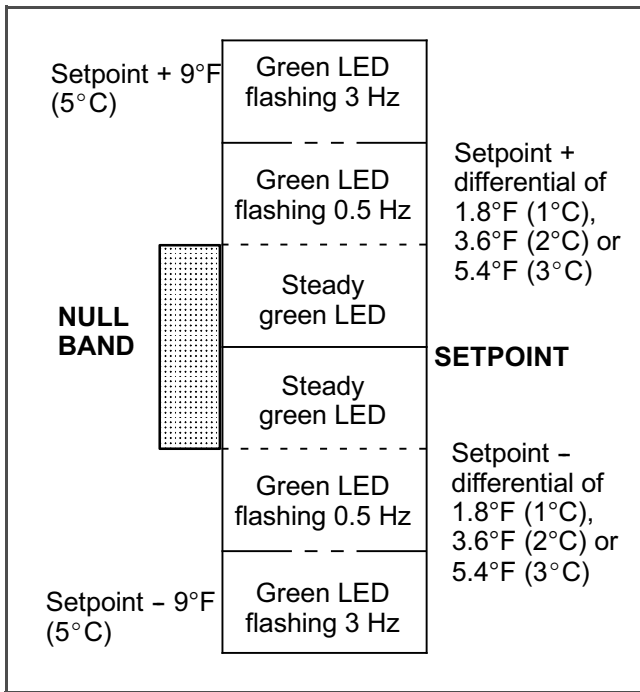 Setpoint + 9°F
(5°C)
Green LED
flashing 3 Hz
Green LED
flashing 0.5 Hz
Setpoint +
differential of
1.8°F (1°C),
3.6°F (2°C) or
5.4°F (3°C)
NULL
BAND
Steady
green LED
SETPOINT
Steady
green LED
Green LED
flashing 0.5 Hz
Setpoint –
differential of
1.8°F (1°C),
3.6°F (2°C) or
5.4°F (3°C)
Setpoint – 9°F
(5°C)
Green LED
flashing 3 Hz